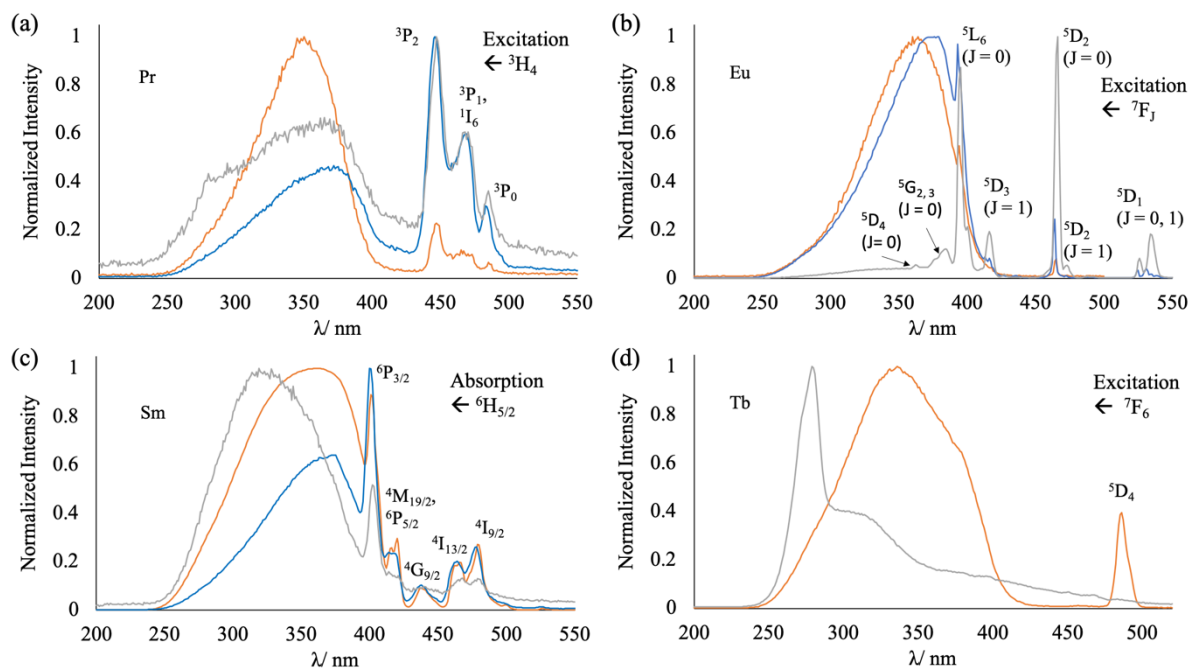 (a)
Normalized Intensity
1
0.8
0.6
0.4
0.2
0
Pr
³P₂
³P₁,
¹I₆
³P₀
Excitation
← ³H₄
200 250 300 350 400 450 500 550
λ/ nm
(b)
Normalized Intensity
1
0.8
0.6
0.4
0.2
0
Eu
⁵L₆
(J = 0)
⁵D₂
(J = 0)
Excitation
← ⁷F_J
⁵G₂,₃
(J = 0)
⁵D₄
(J= 0)
⁵D₃
(J = 1)
⁵D₂
(J = 1)
⁵D₁
(J = 0, 1)
200 250 300 350 400 450 500 550
λ/ nm
(c)
Normalized Intensity
1
0.8
0.6
0.4
0.2
0
Sm
⁶P₃/₂
Absorption
← ⁶H₅/₂
⁴M₁₉/₂,
⁶P₅/₂
⁴G₉/₂
⁴I₁₃/₂
⁴I₉/₂
200 250 300 350 400 450 500 550
λ/ nm
(d)
Normalized Intensity
1
0.8
0.6
0.4
0.2
0
Tb
Excitation
← ⁷F₆
⁵D₄
200 250 300 350 400 450 500
λ/ nm